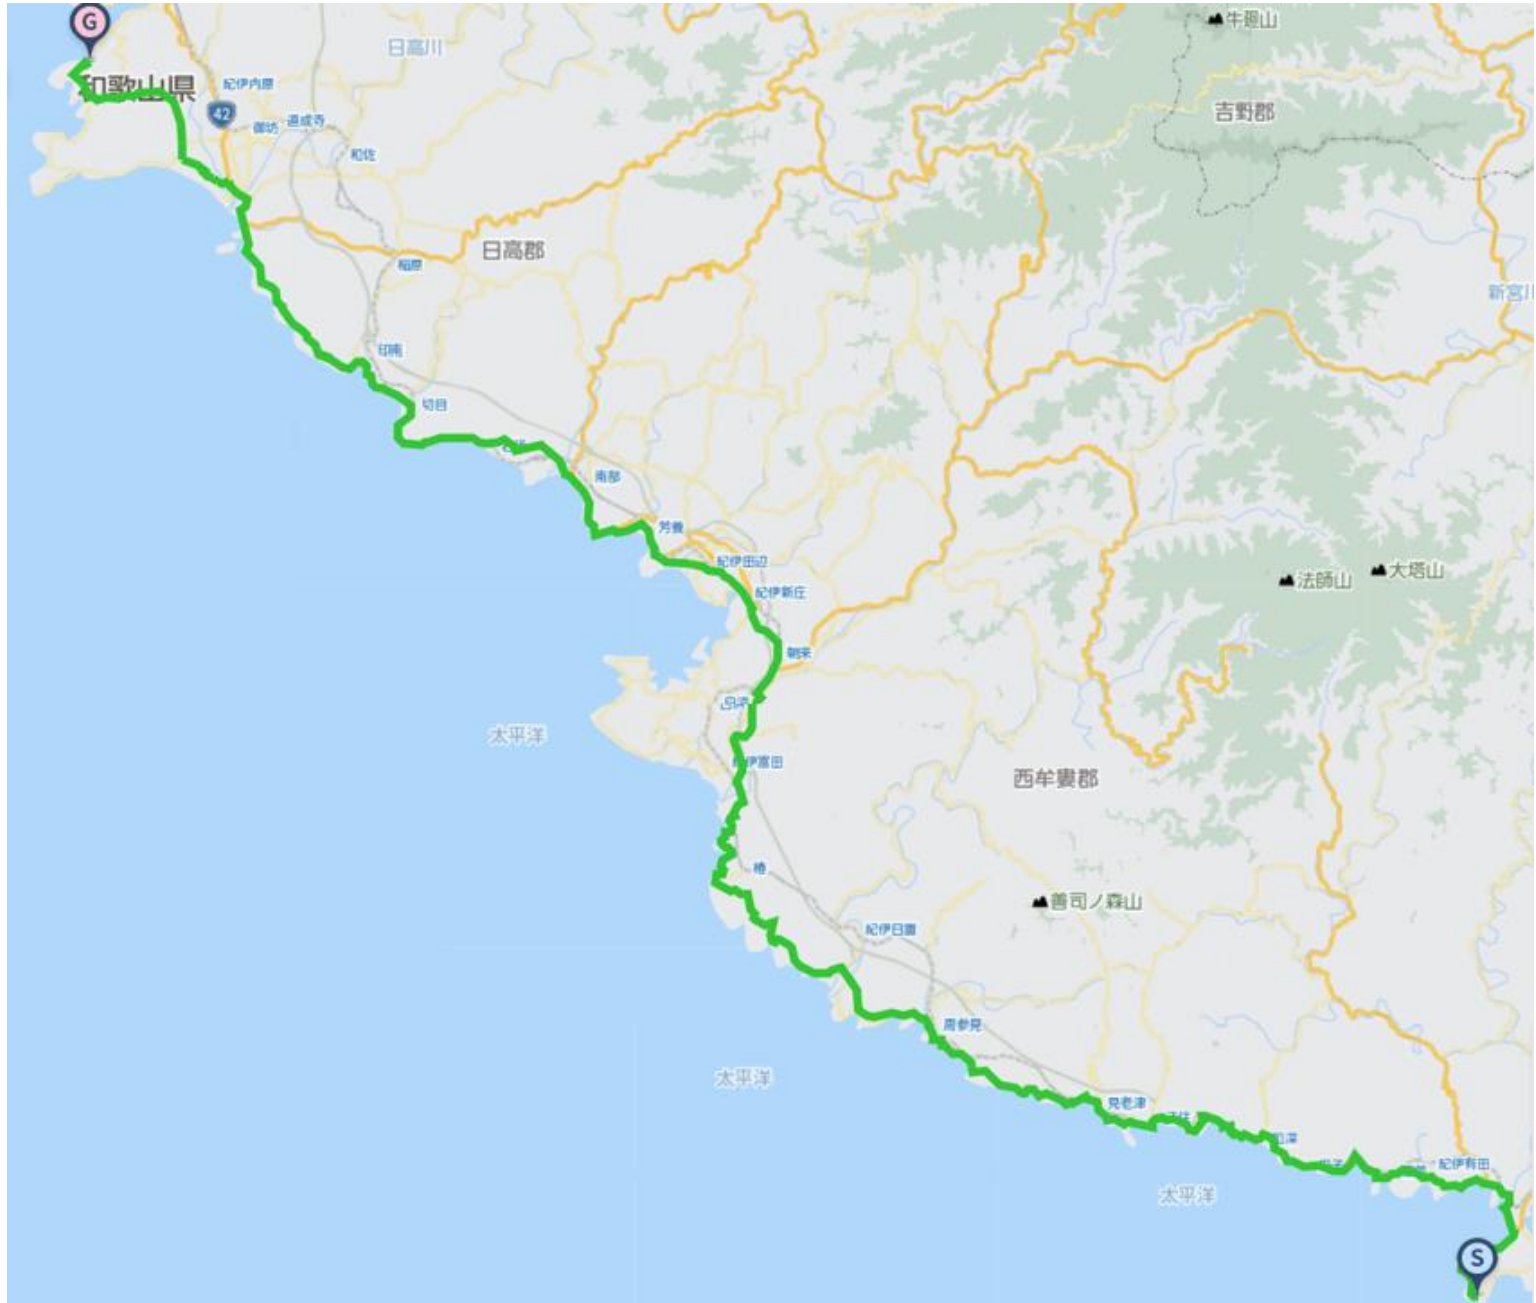 G
牛廻山
日高川
和歌山県
紀伊内原
42
御坊
道成寺
吉野郡
和佐
日高郡
稲原
新宮川
印南
切目
南部
芳養
紀伊田辺
紀伊新庄
法師山
大塔山
朝来
白浜
太平洋
紀伊富田
西牟婁郡
椿
善司ノ森山
紀伊日置
周参見
太平洋
見老津
和深
紀伊有田
太平洋
S